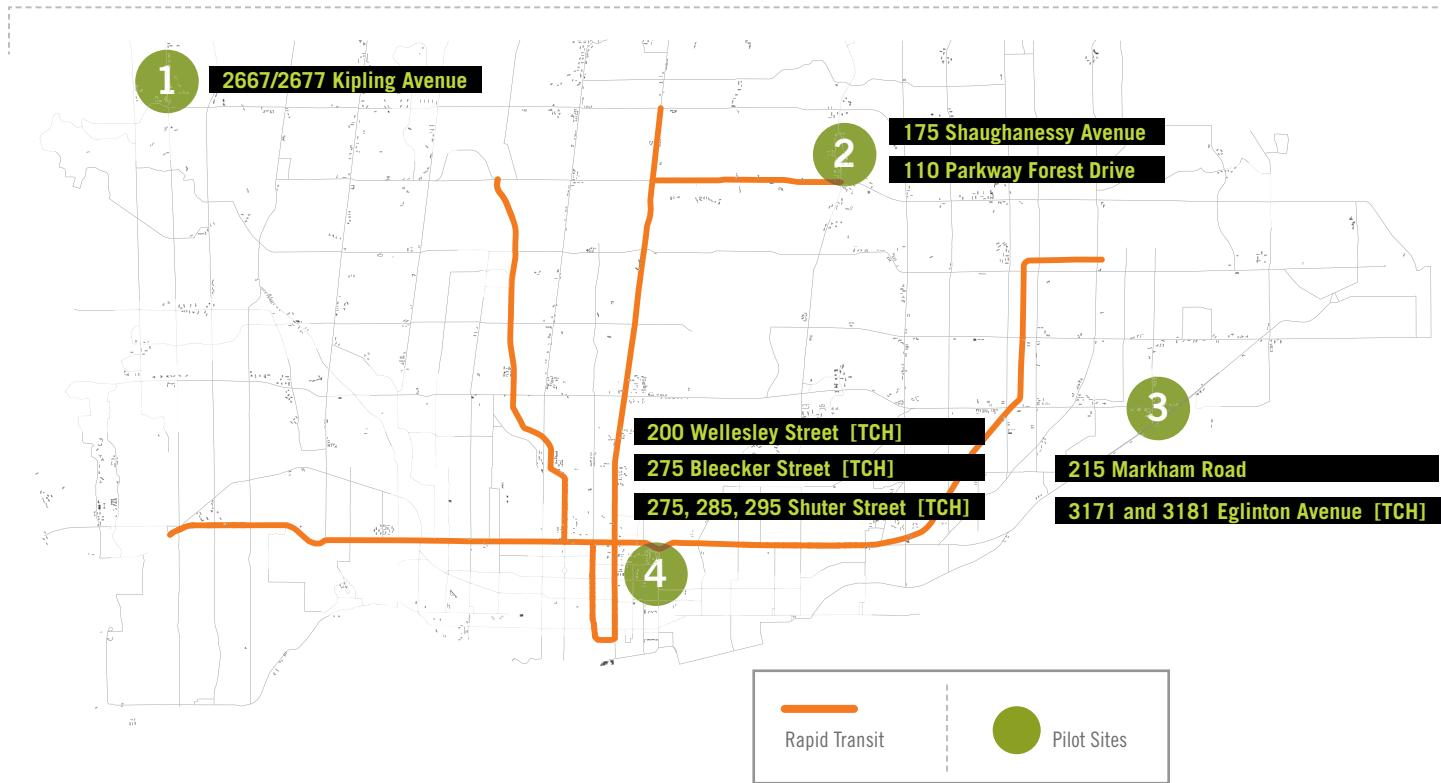 1
2667/2677 Kipling Avenue
2
175 Shaughanessy Avenue
110 Parkway Forest Drive
3
215 Markham Road
3171 and 3181 Eglinton Avenue [TCH]
200 Wellesley Street [TCH]
275 Bleecker Street [TCH]
275, 285, 295 Shuter Street [TCH]
4
Rapid Transit
Pilot Sites